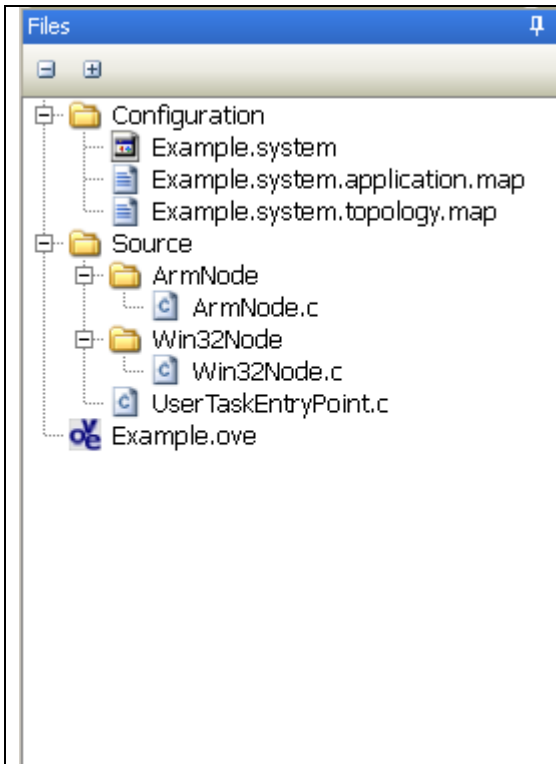 Files
Configuration
Example.system
Example.system.application.map
Example.system.topology.map
Source
ArmNode
ArmNode.c
Win32Node
Win32Node.c
UserTaskEntryPoint.c
Example.ove